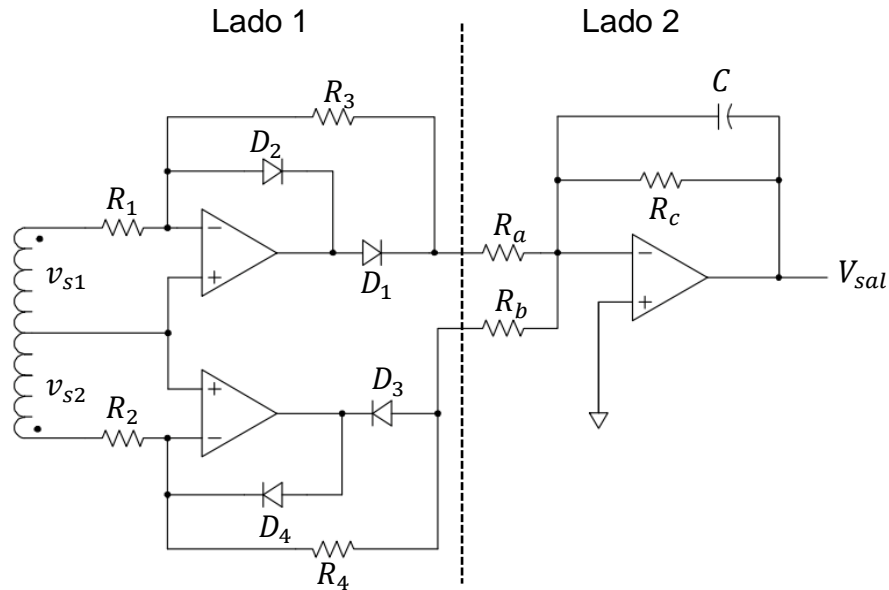 Lado 1
Lado 2
C
R3
D2
R1
Rc
Ra
vs1
D1
Vsal
Rb
vs2
D3
R2
D4
R4